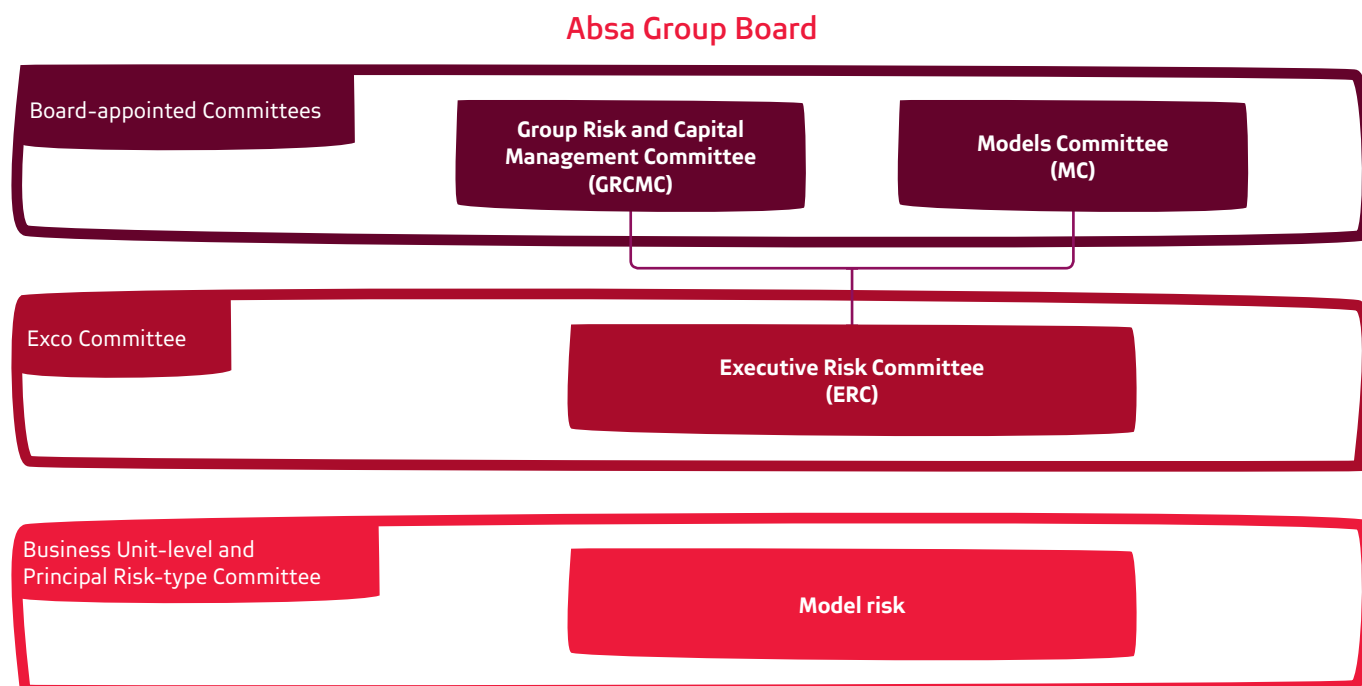 Absa Group Board
Board-appointed Committees
Group Risk and Capital
Management Committee
(GRCMC)
Models Committee
(MC)
Exco Committee
Executive Risk Committee
(ERC)
Business Unit-level and
Principal Risk-type Committee
Model risk